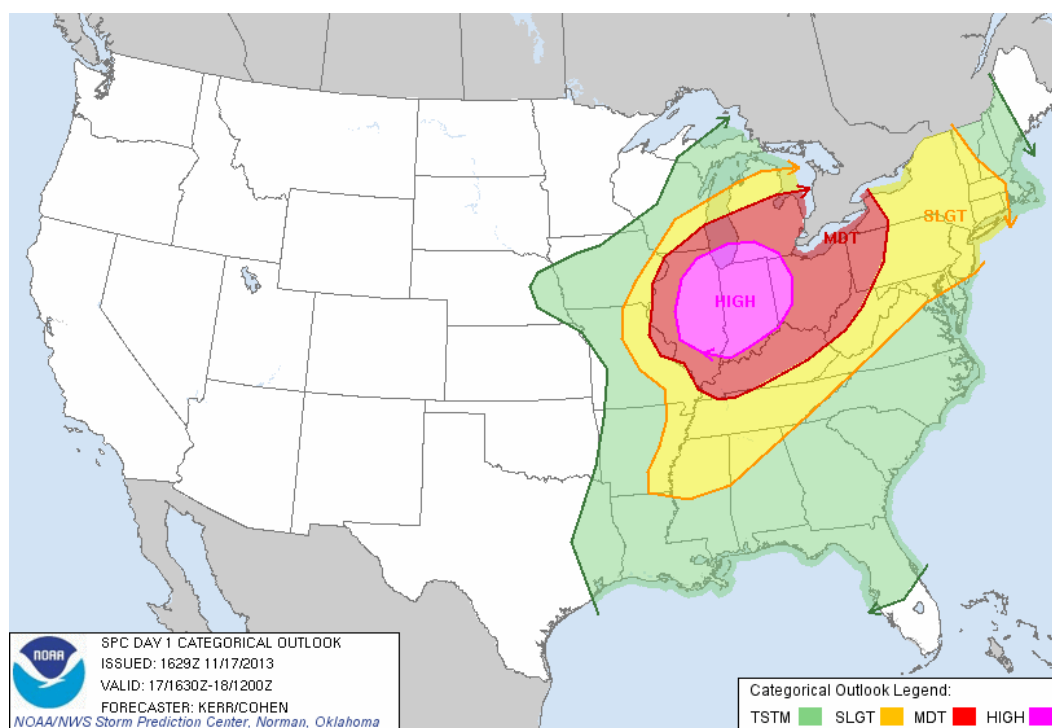 SLGT
MDT
HIGH
NOAA
SPC DAY 1 CATEGORICAL OUTLOOK
ISSUED: 1629Z 11/17/2013
VALID: 17/1630Z-18/1200Z
FORECASTER: KERR/COHEN
NOAA/NWS Storm Prediction Center, Norman, Oklahoma
Categorical Outlook Legend:
TSTM SLGT MDT HIGH